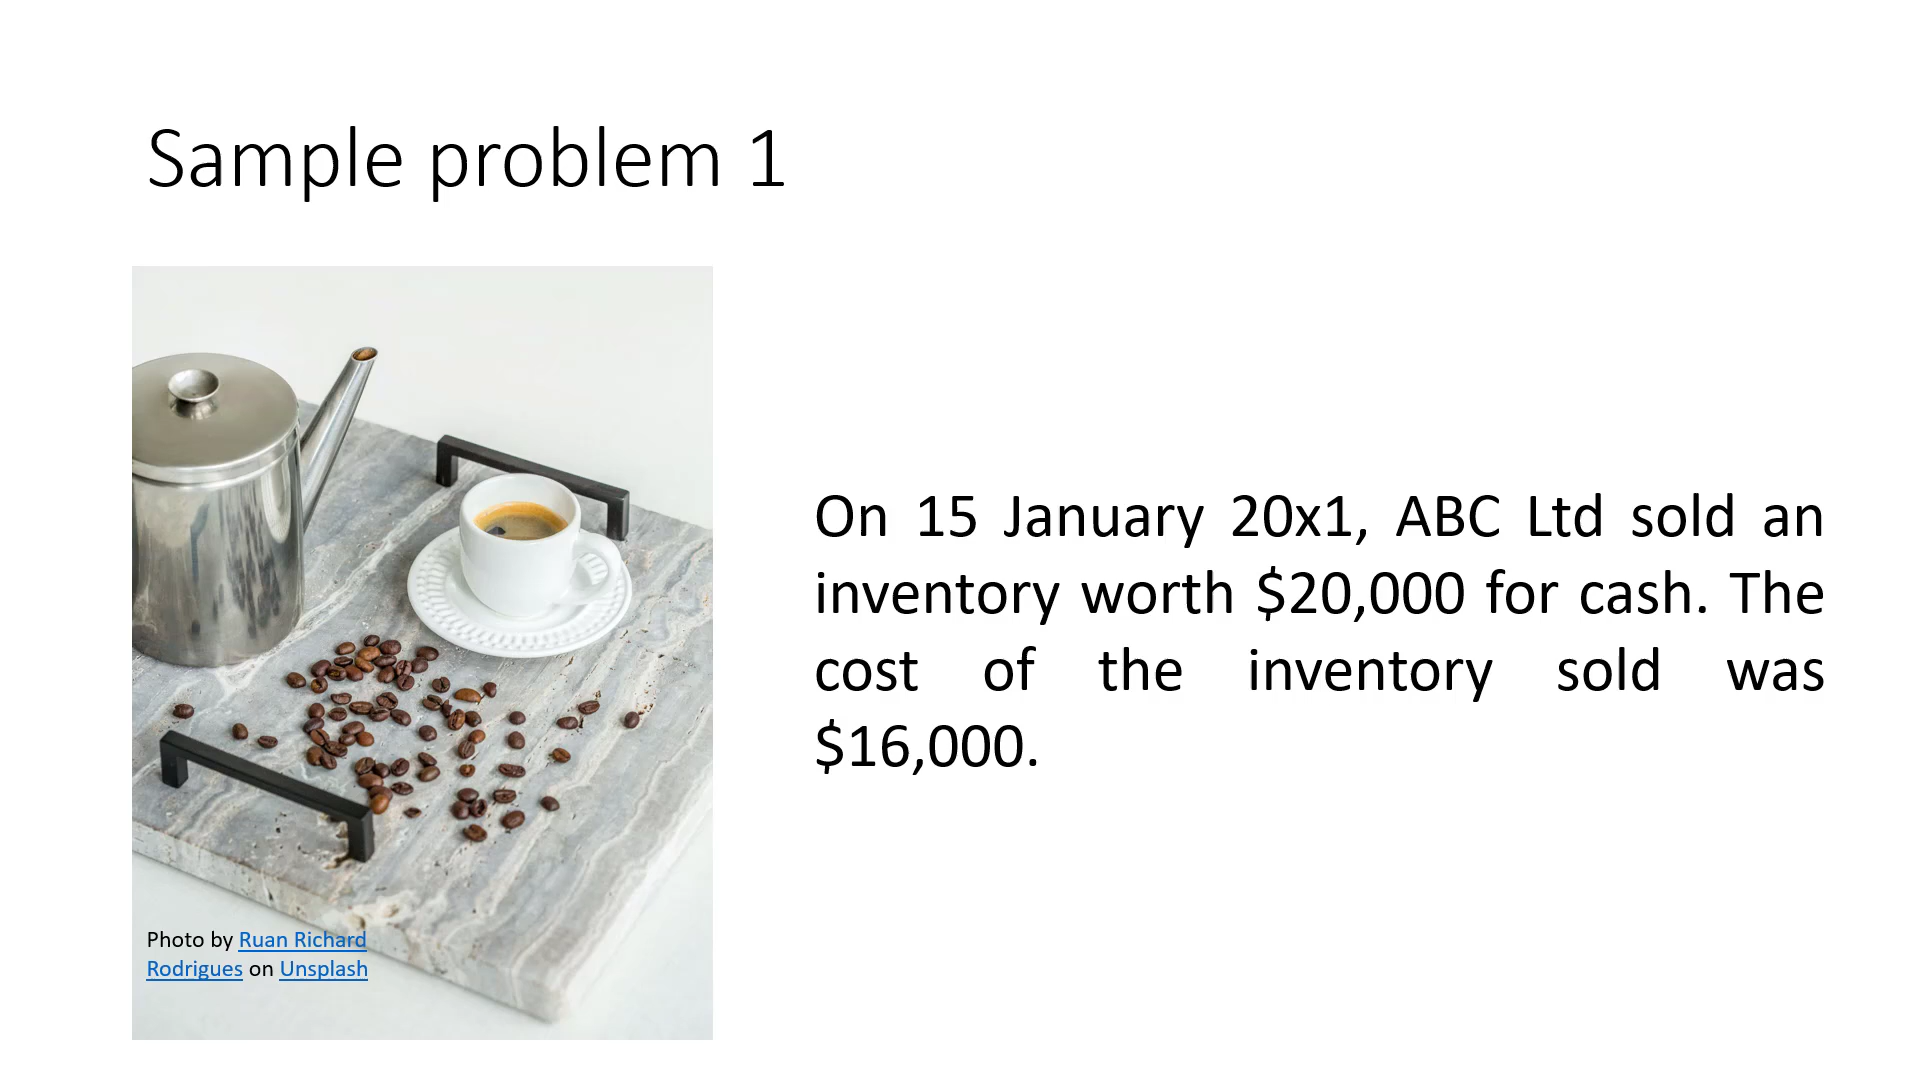 Sample problem 1
On 15 January 20x1, ABC Ltd sold an
inventory worth $20,000 for cash. The
cost of the inventory sold was
$16,000.
Photo by Ruan Richard
Rodrigues on Unsplash